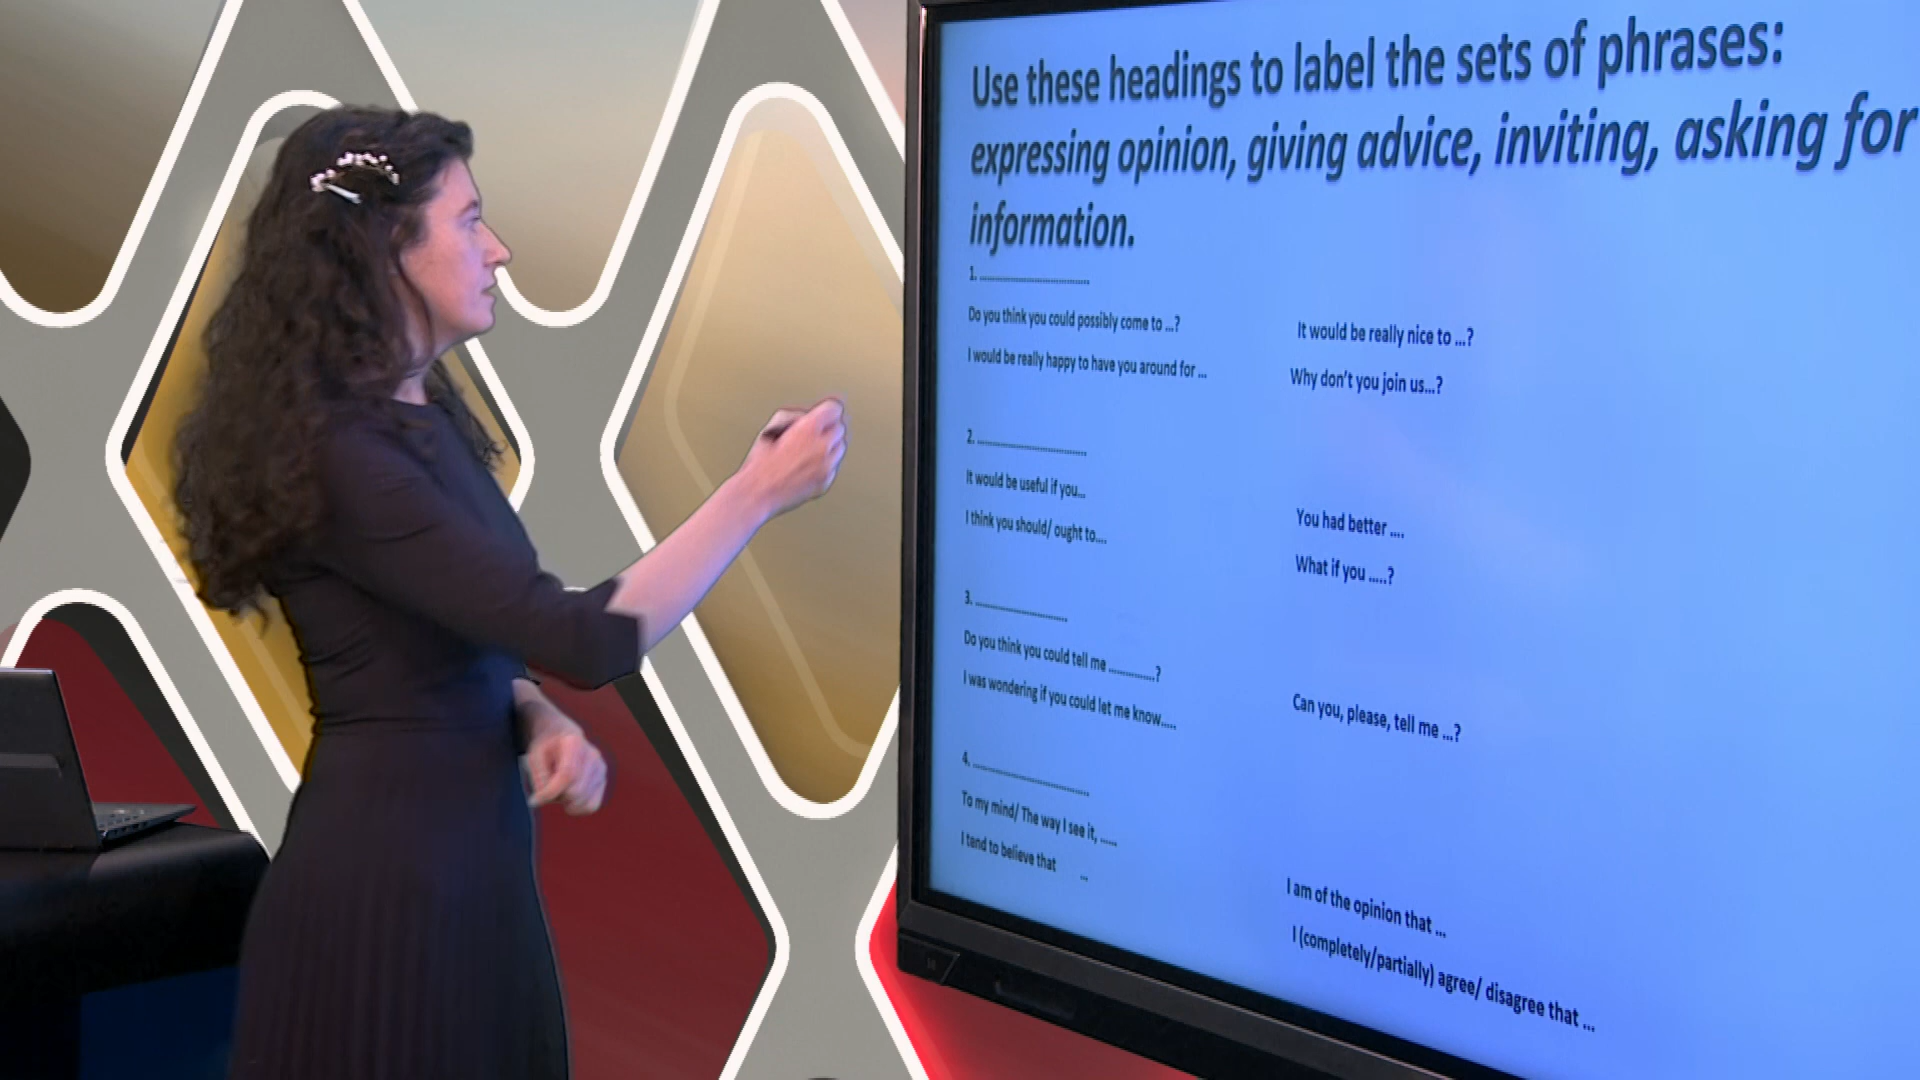 Use these headings to label the sets of phrases:
expressing opinion, giving advice, inviting, asking for
information.
1. ................................
Do you think you could possibly come to ...?
I would be really happy to have you around for ...
It would be really nice to ...?
Why don't you join us...?
2. ................................
It would be useful if you...
I think you should/ ought to....
You had better ....
What if you .....?
3. ................................
Do you think you could tell me .............?
I was wondering if you could let me know.....
Can you, please, tell me ...?
4. ................................
To my mind/ The way I see it, .....
I tend to believe that ...
I am of the opinion that ...
I (completely/partially) agree/ disagree that ...